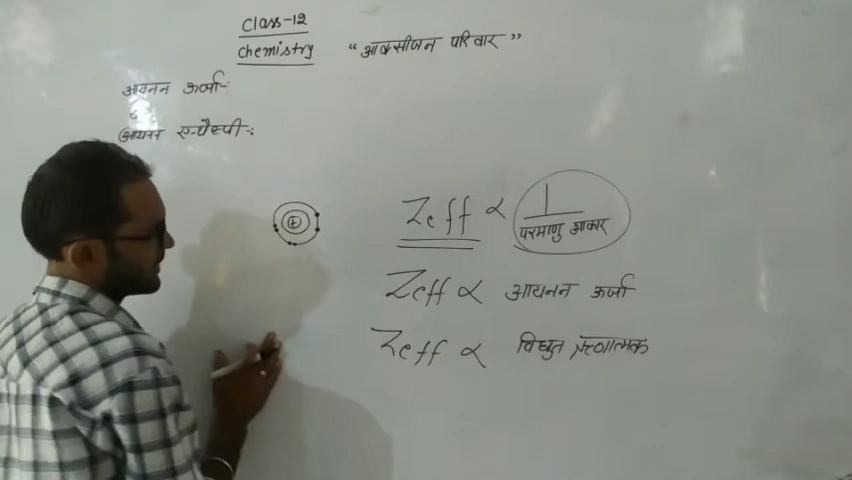 Class-12
Chemistry “आक्सीजन परिवार”
आयनन ऊर्जा-:
&
आयनन एन्थैल्पी-:
Zeff ∝ 1/परमाणु आकार
Zeff ∝ आयनन ऊर्जा
Zeff ∝ विघुत ऋणात्मक
+